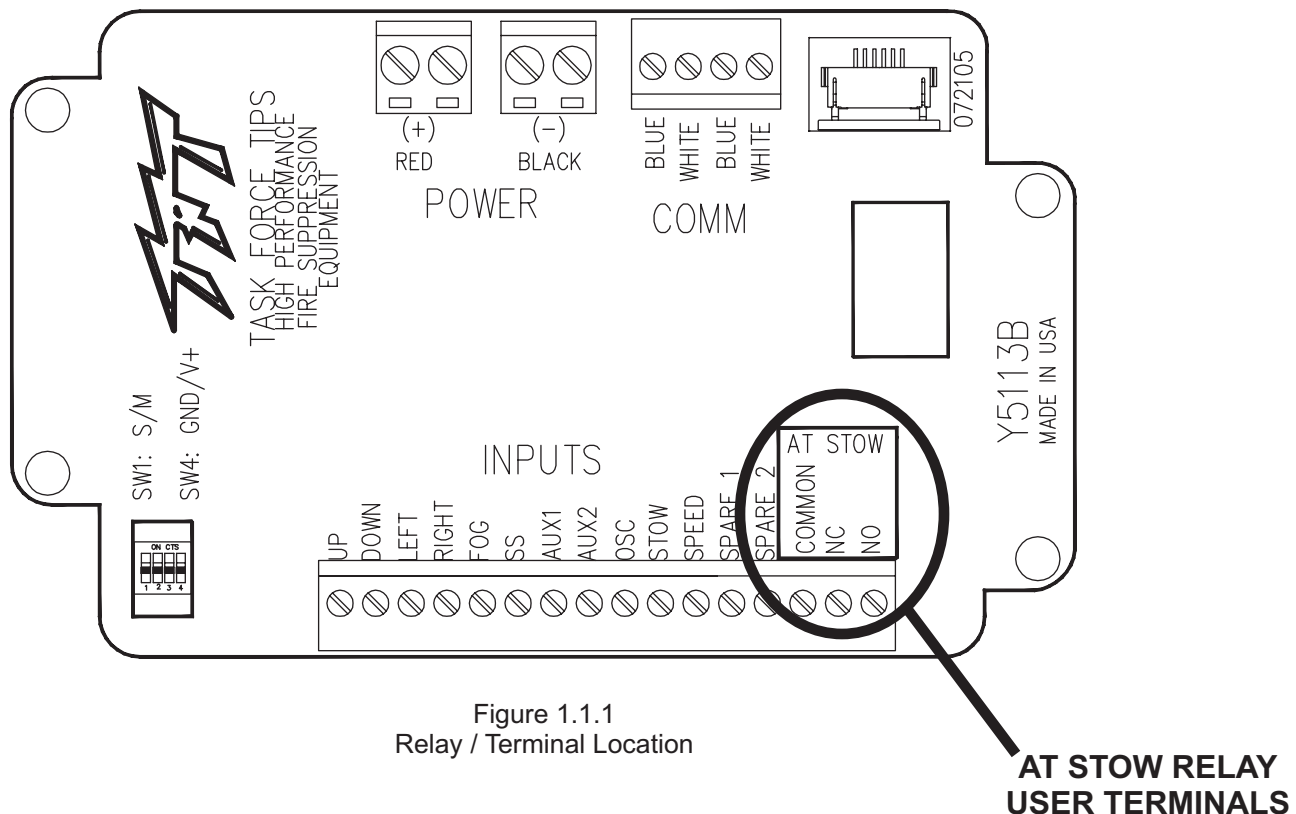 TASK FORCE TIPS
HIGH PERFORMANCE
FIRE SUPPRESSION
EQUIPMENT
(+)
RED
(-)
BLACK
POWER
BLUE
WHITE
BLUE
WHITE
COMM
072105
SW1: S/M
SW4: GND/V+
ON CTS
1 2 3 4
Y5113B
MADE IN USA
INPUTS
UP
DOWN
LEFT
RIGHT
FOG
SS
AUX1
AUX2
OSC
STOW
SPEED
SPARE 1
SPARE 2
AT STOW
COMMON
NC
NO
Figure 1.1.1
Relay / Terminal Location
AT STOW RELAY
USER TERMINALS